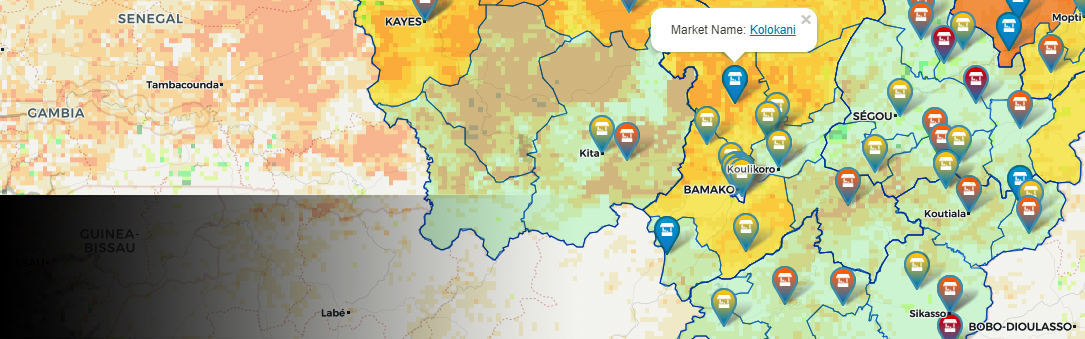 SENEGAL
KAYES
Market Name: Kolokani
×
Mopti
Tambacounda
GAMBIA
SÉGOU
Kita
Koulikoro
BAMAKO
GUINEA-
BISSAU
Koutiala
Labé
Sikasso
BOBO-DIOULASSO